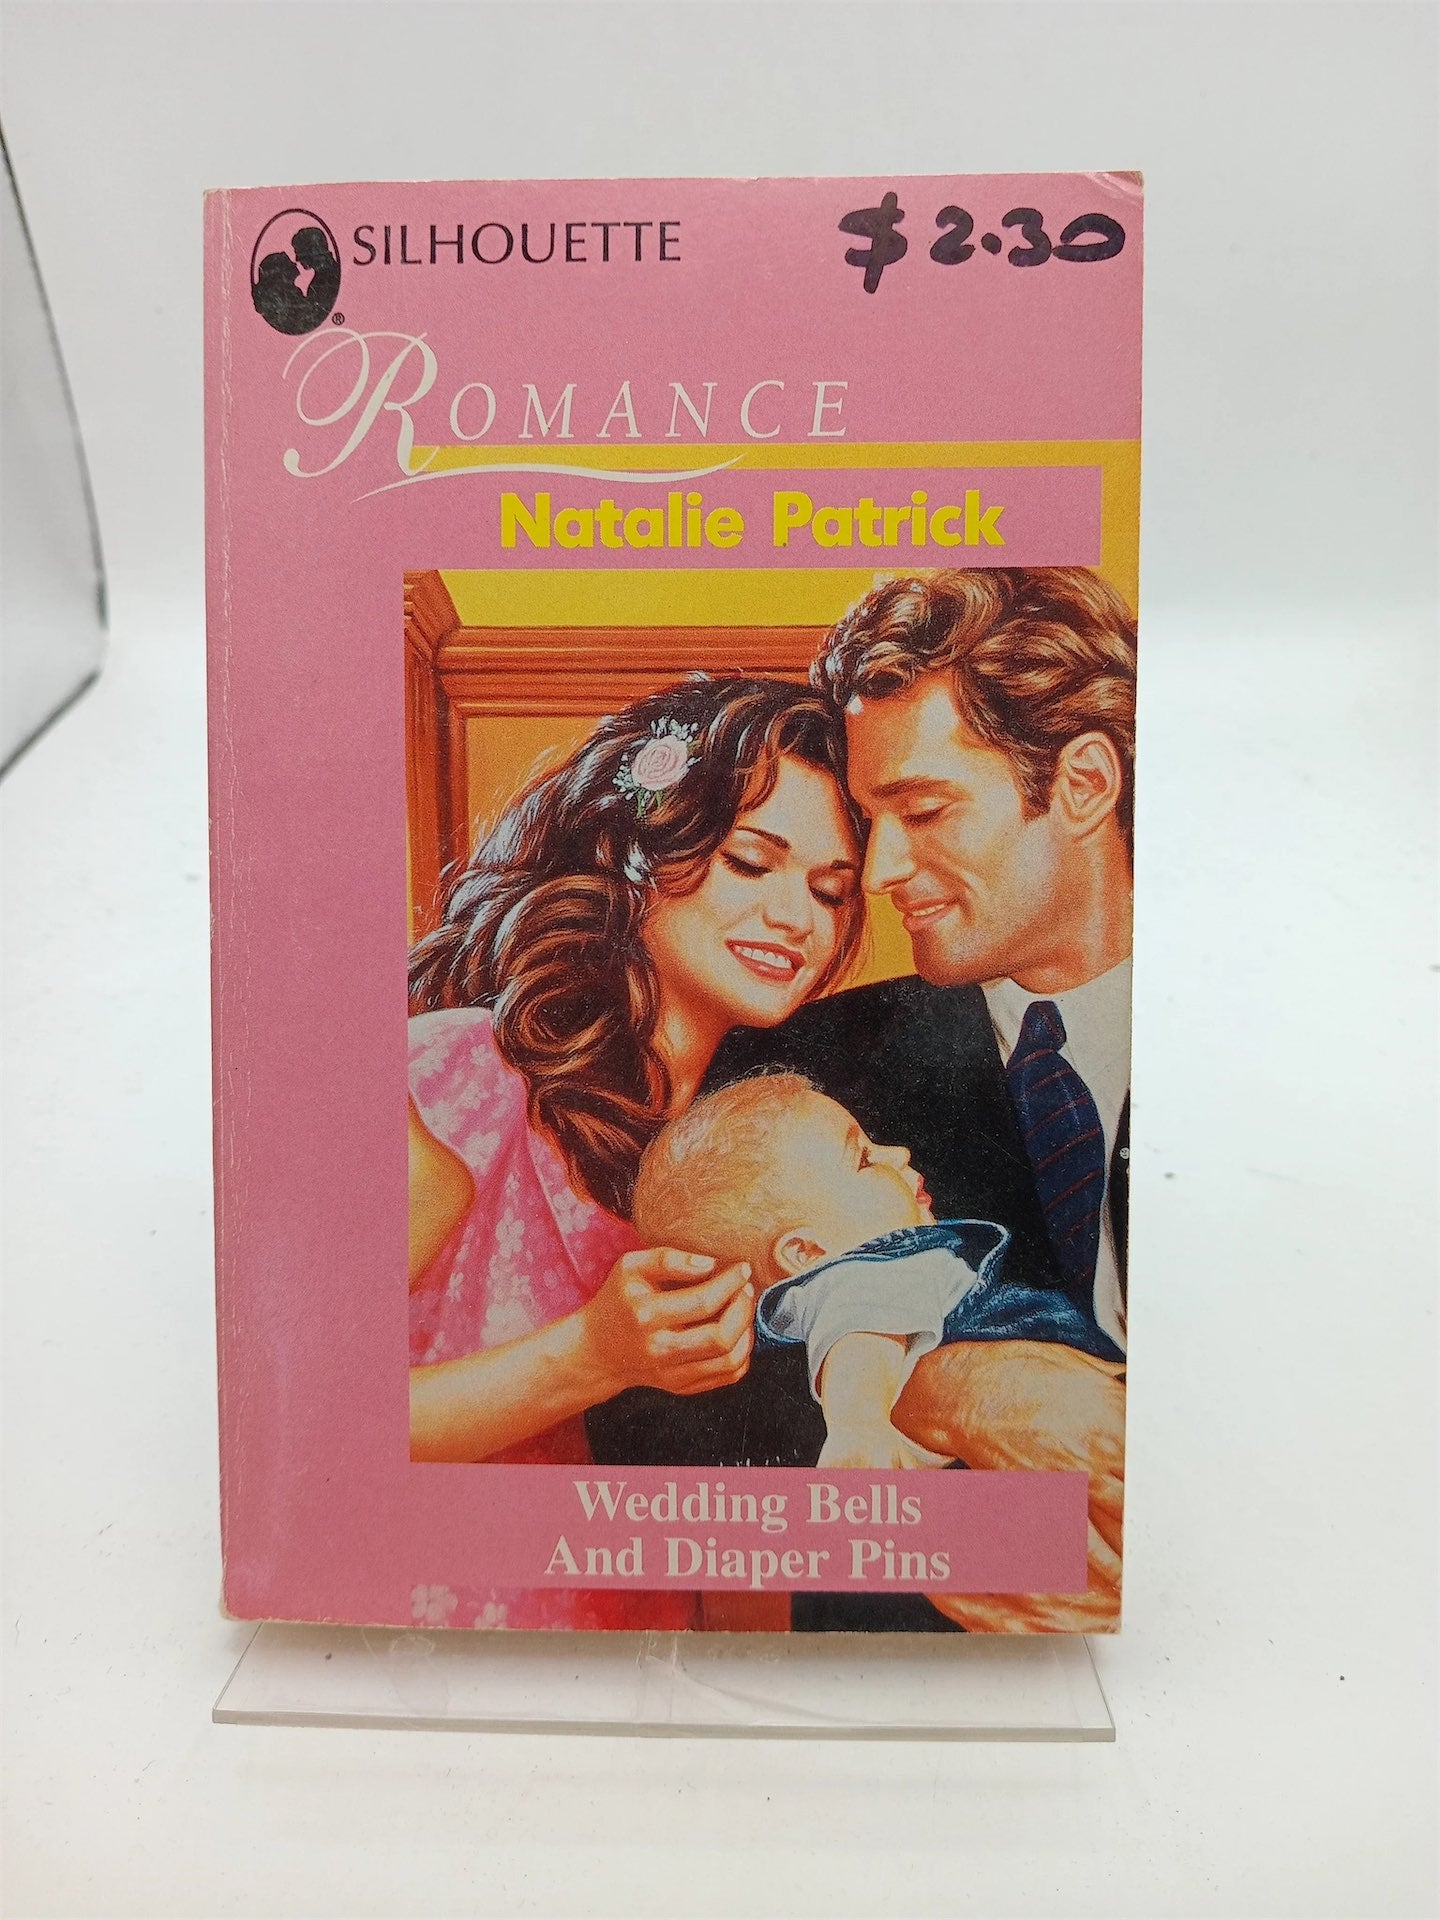 SILHOUETTE
®
$2.30
ROMANCE
Natalie Patrick
Wedding Bells
And Diaper Pins